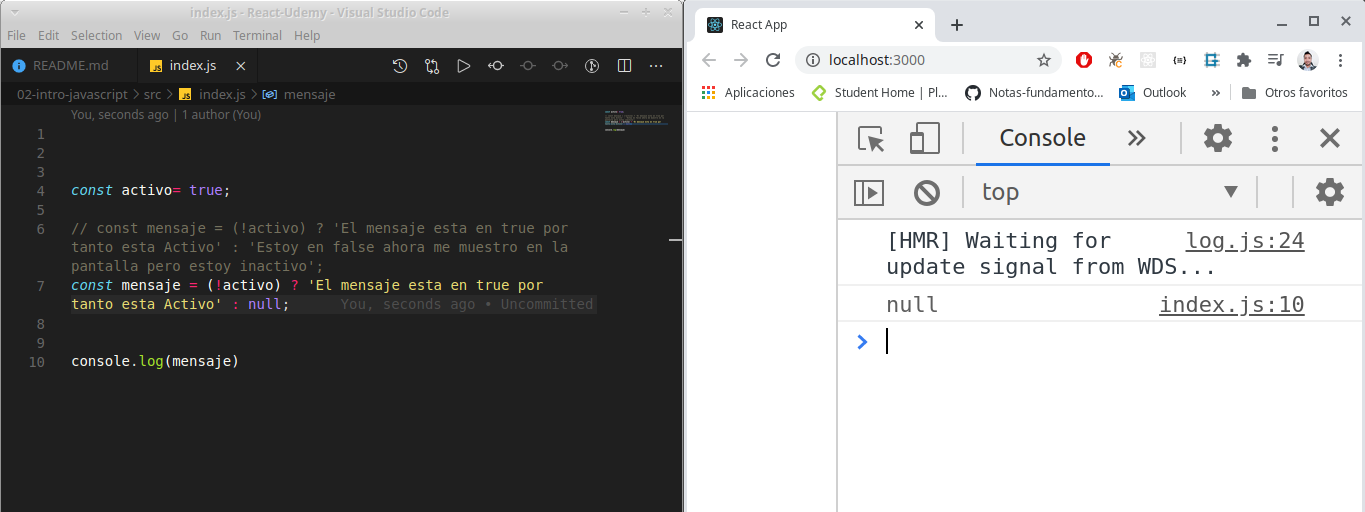 index.js - React-Udemy - Visual Studio Code
File Edit Selection View Go Run Terminal Help
README.md
JS index.js
02-intro-javascript > src > JS index.js > mensaje
You, seconds ago | 1 author (You)
1
2
3
4 const activo= true;
5
6 // const mensaje = (!activo) ? 'El mensaje esta en true por
tanto esta Activo' : 'Estoy en false ahora me muestro en la
pantalla pero estoy inactivo';
7 const mensaje = (!activo) ? 'El mensaje esta en true por
tanto esta Activo' : null; You, seconds ago • Uncommitted
8
9
10 console.log(mensaje)
React App
localhost:3000
Aplicaciones Student Home | Pl... Notas-fundamento... Outlook » Otros favoritos
Console
top
[HMR] Waiting for log.js:24
update signal from WDS...
null index.js:10